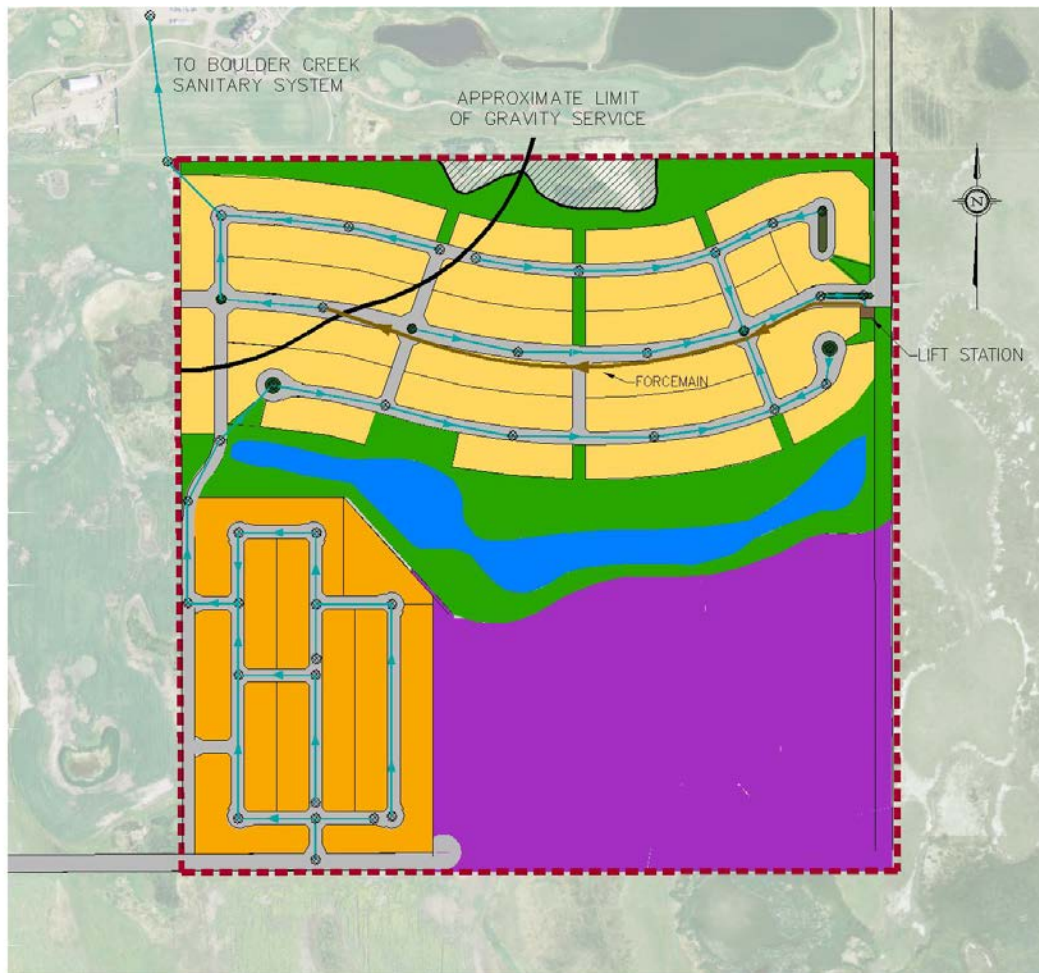 TO BOULDER CREEK
SANITARY SYSTEM
APPROXIMATE LIMIT
OF GRAVITY SERVICE
N
LIFT STATION
FORCEMAIN